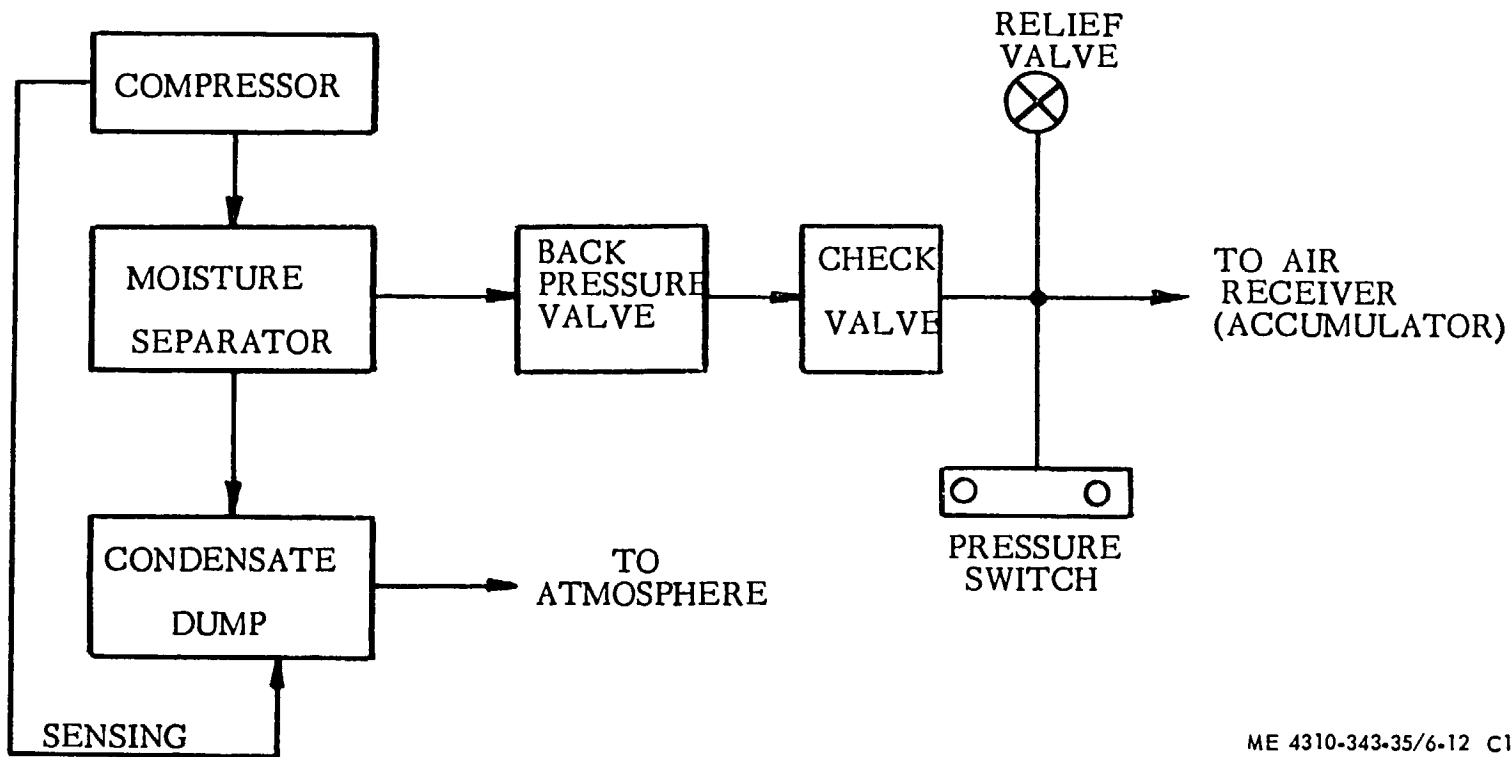 COMPRESSOR
MOISTURE
SEPARATOR
CONDENSATE
DUMP
SENSING
TO
ATMOSPHERE
BACK
PRESSURE
VALVE
CHECK
VALVE
RELIEF
VALVE
TO AIR
RECEIVER
(ACCUMULATOR)
PRESSURE
SWITCH
ME 4310-343-35/6-12 C1